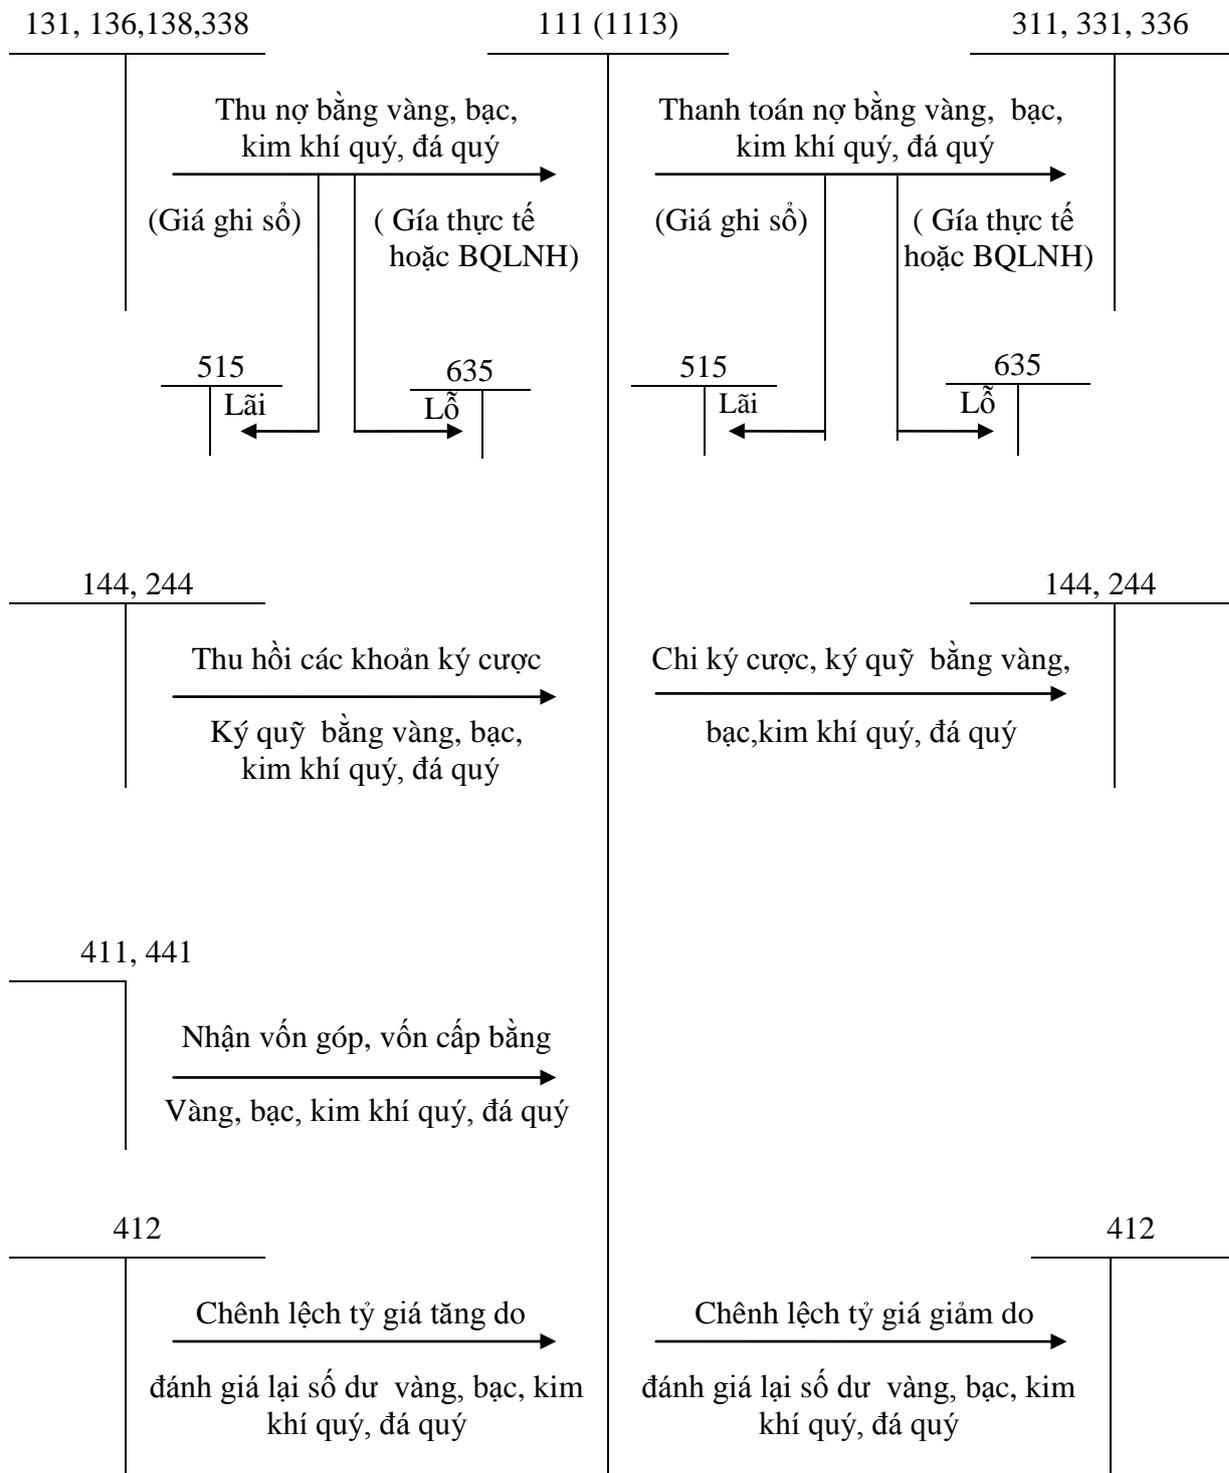 131, 136,138,338
111 (1113)
311, 331, 336
Thu nợ bằng vàng, bạc,
kim khí quý, đá quý
Thanh toán nợ bằng vàng, bạc,
kim khí quý, đá quý
(Giá ghi sổ)
( Gía thực tế
hoặc BQLNH)
(Giá ghi sổ)
( Gía thực tế
hoặc BQLNH)
515
Lãi
635
Lỗ
515
Lãi
635
Lỗ
144, 244
144, 244
Thu hồi các khoản ký cược
Ký quỹ bằng vàng, bạc,
kim khí quý, đá quý
Chi ký cược, ký quỹ bằng vàng,
bạc,kim khí quý, đá quý
411, 441
Nhận vốn góp, vốn cấp bằng
Vàng, bạc, kim khí quý, đá quý
412
412
Chênh lệch tỷ giá tăng do
đánh giá lại số dư vàng, bạc, kim
khí quý, đá quý
Chênh lệch tỷ giá giảm do
đánh giá lại số dư vàng, bạc, kim
khí quý, đá quý